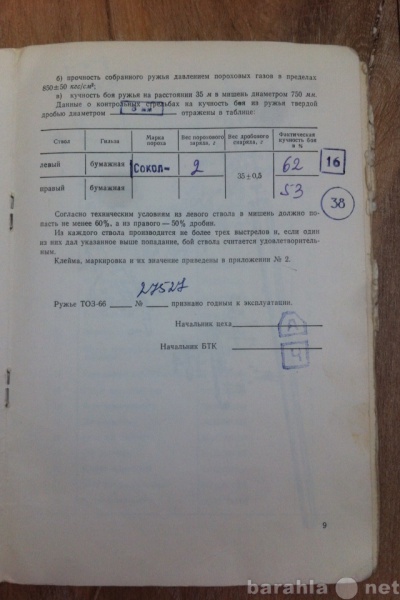 б) прочность собранного ружья давлением пороховых газов в пределах
850±50 кгс/см²;
в) кучность боя ружья на расстоянии 35 м в мишень диаметром 750 мм.
Данные о контрольных стрельбах на кучность боя из ружья твердой
дробью диаметром 3 мм отражены в таблице:
Ствол Гильза Марка пороха Вес порохового заряда, г Вес дробового снаряда, г Фактическая кучность боя в %
левый бумажная СОКОЛ- 2 35±0,5 62 16
правый бумажная 53
38
Согласно техническим условиям из левого ствола в мишень должно по-
пасть не менее 60%, а из правого — 50% дробин.
Из каждого ствола производится не более трех выстрелов и, если один
из них дал указанное выше попадание, бой ствола считается удовлетворитель-
ным.
Клейма, маркировка и их значение приведены в приложении № 2.
27527
Ружье ТОЗ-66 № признано годным к эксплуатации.
Начальник цеха
Начальник БТК
9
barahla.net